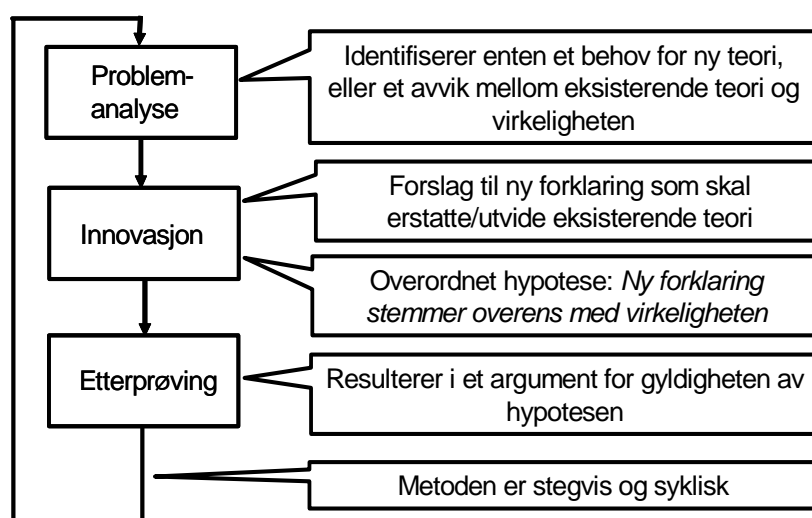 Problem-
analyse
Identifiserer enten et behov for ny teori,
eller et avvik mellom eksisterende teori og
virkeligheten
Innovasjon
Forslag til ny forklaring som skal
erstatte/utvide eksisterende teori
Overordnet hypotese: Ny forklaring
stemmer overens med virkeligheten
Etterprøving
Resulterer i et argument for gyldigheten av
hypotesen
Metoden er stegvis og syklisk